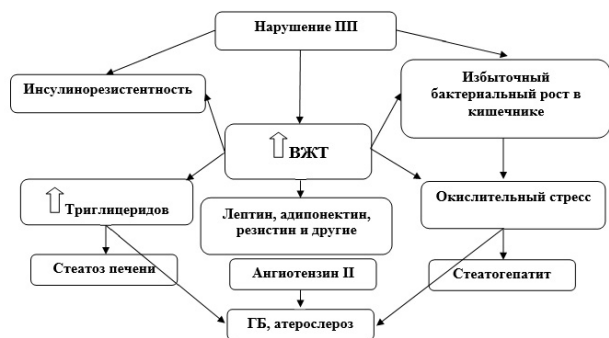 Нарушение ПП
Инсулинорезистентность
Избыточный
бактериальный рост в
кишечнике
ВЖТ
Триглицеридов
Лептин, адипонектин,
резистин и другие
Окислительный стресс
Стеатоз печени
Ангиотензин II
Стеатогепатит
ГБ, атерослероз